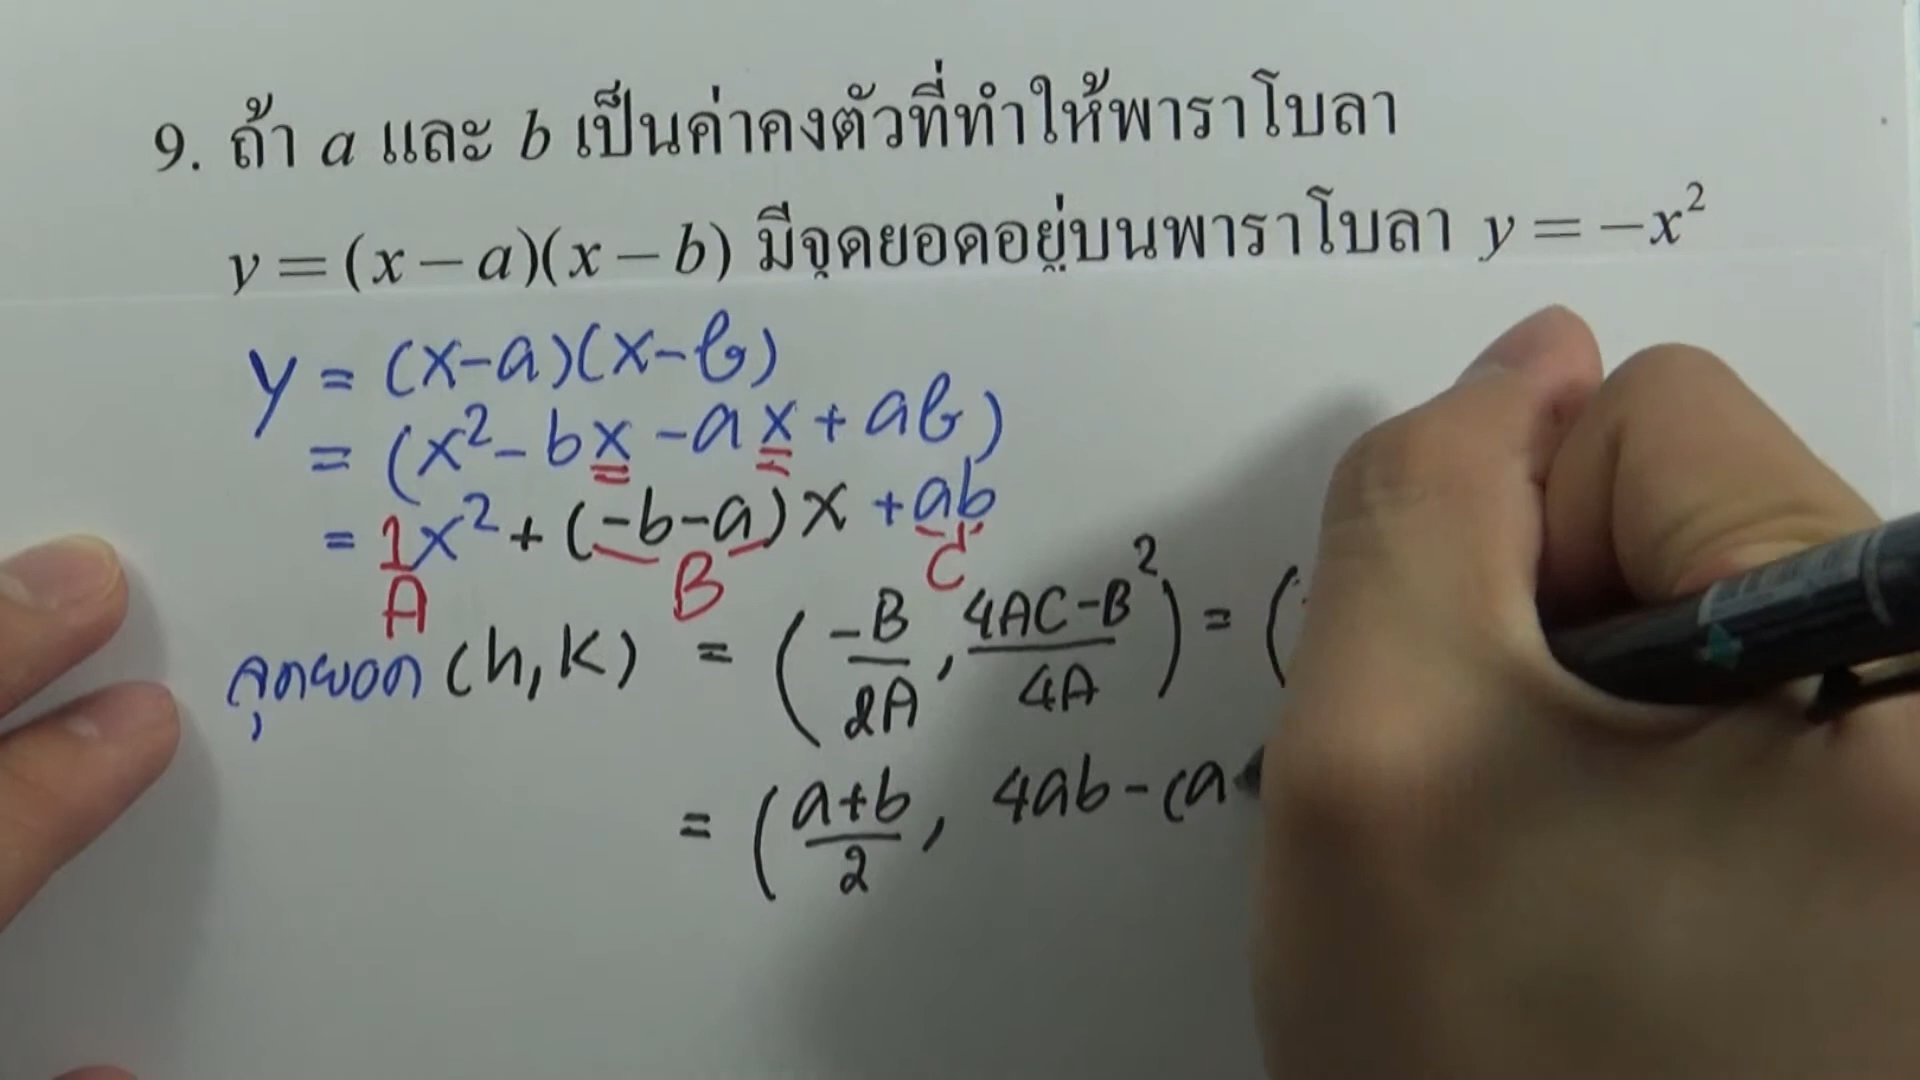 9. ถ้า a และ b เป็นค่าคงตัวที่ทำให้พาราโบลา
y = (x − a)(x − b) มีจุดยอดอยู่บนพาราโบลา y = −x²
y = (x-a)(x-b)
= (x² - bx - ax + ab)
= 1x² + (-b-a)x + ab
A B C
จุดยอด (h, k) = (-B/2A, 4AC-B²/4A) = (
= (a+b/2, 4ab-(a